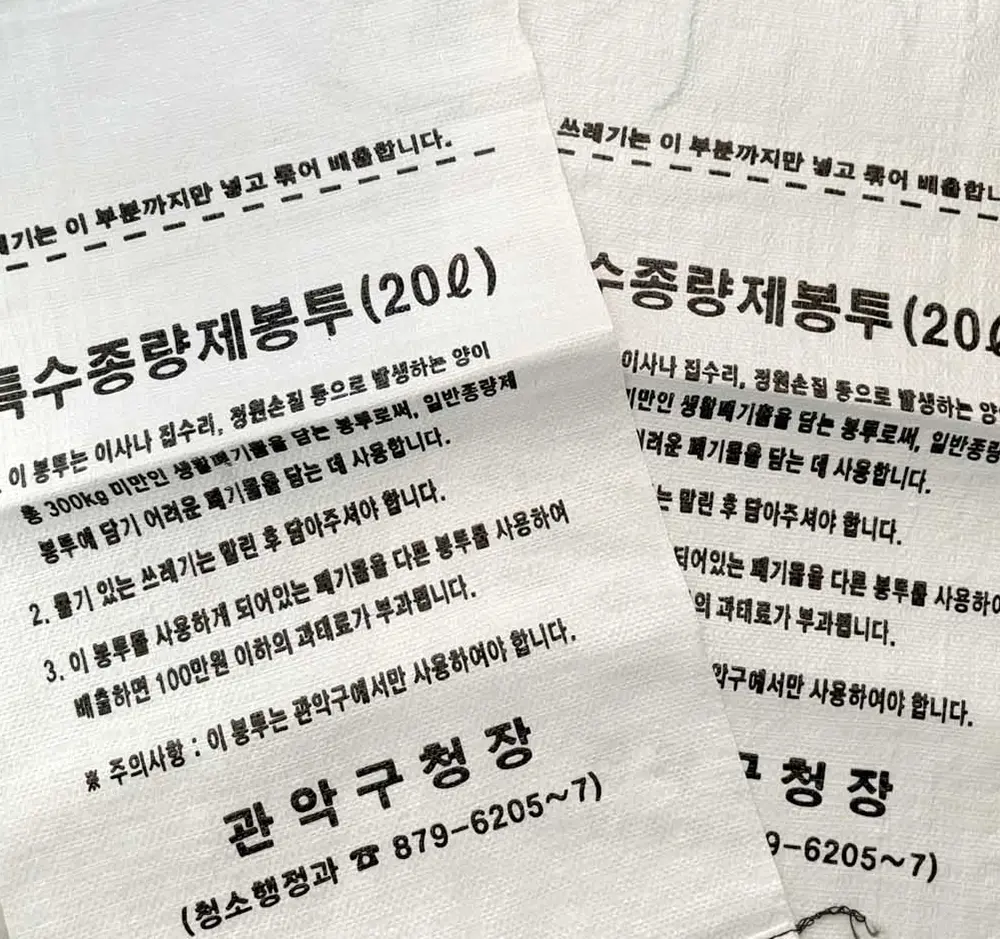 쓰레기는 이 부분까지만 넣고 묶어 배출합니다.
특수종량제봉투(20ℓ)
이 봉투는 이사나 집수리, 정원손질 등으로 발생하는 양이
총 300kg 미만인 생활폐기물을 담는 봉투로써, 일반종량제
봉투에 담기 어려운 폐기물을 담는 데 사용합니다.
2. 물기 있는 쓰레기는 말린 후 담아주셔야 합니다.
3. 이 봉투를 사용하게 되어있는 폐기물을 다른 봉투를 사용하여
배출하면 100만원 이하의 과태료가 부과됩니다.
※ 주의사항 : 이 봉투는 관악구에서만 사용하여야 합니다.
관악구청장
(청소행정과 ☎ 879-6205~7)
쓰레기는 이 부분까지만 넣고 묶어 배출합니
수종량제봉투(20ℓ
이사나 집수리, 정원손질 등으로 발생하는 양
미만인 생활폐기물을 담는 봉투로써, 일반종량
어려운 폐기물을 담는 데 사용합니다.
는 말린 후 담아주셔야 합니다.
되어있는 폐기물을 다른 봉투를 사용하여
의 과태료가 부과됩니다.
악구에서만 사용하여야 합니다.
구청장
9-6205~7)